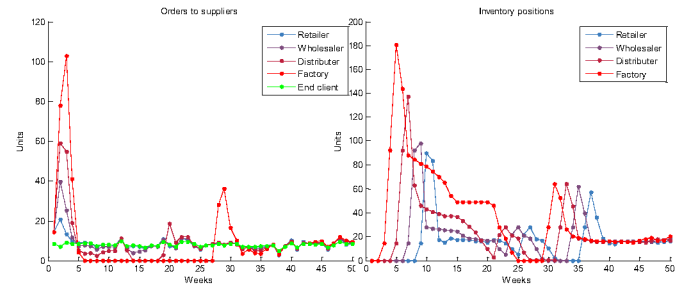 Orders to suppliers
120
100
80
60
40
20
0
0 5 10 15 20 25 30 35 40 45 50
Weeks
Units
Retailer
Wholesaler
Distributer
Factory
End client
Inventory positions
200
180
160
140
120
100
80
60
40
20
0
0 5 10 15 20 25 30 35 40 45 50
Weeks
Units
Retailer
Wholesaler
Distributer
Factory